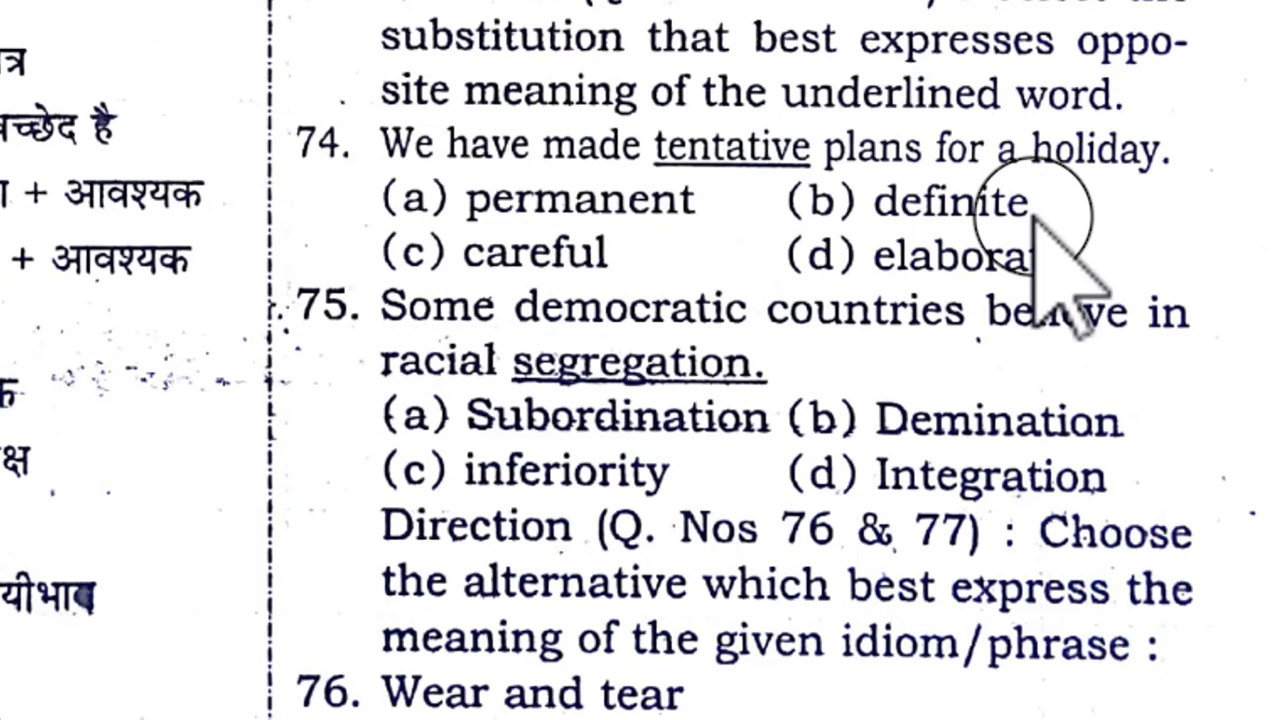 substitution that best expresses oppo-
site meaning of the underlined word.
74. We have made tentative plans for a holiday.
(a) permanent (b) definite
(c) careful (d)
75. Some democratic countries in
racial segregation.
(a) Subordination (b) Demination
(c) inferiority (d) Integration
Direction (Q. Nos 76 & 77) : Choose
the alternative which best express the
meaning of the given idiom/phrase :
76. Wear and tear
है
+ आवश्यक
+ आवश्यक